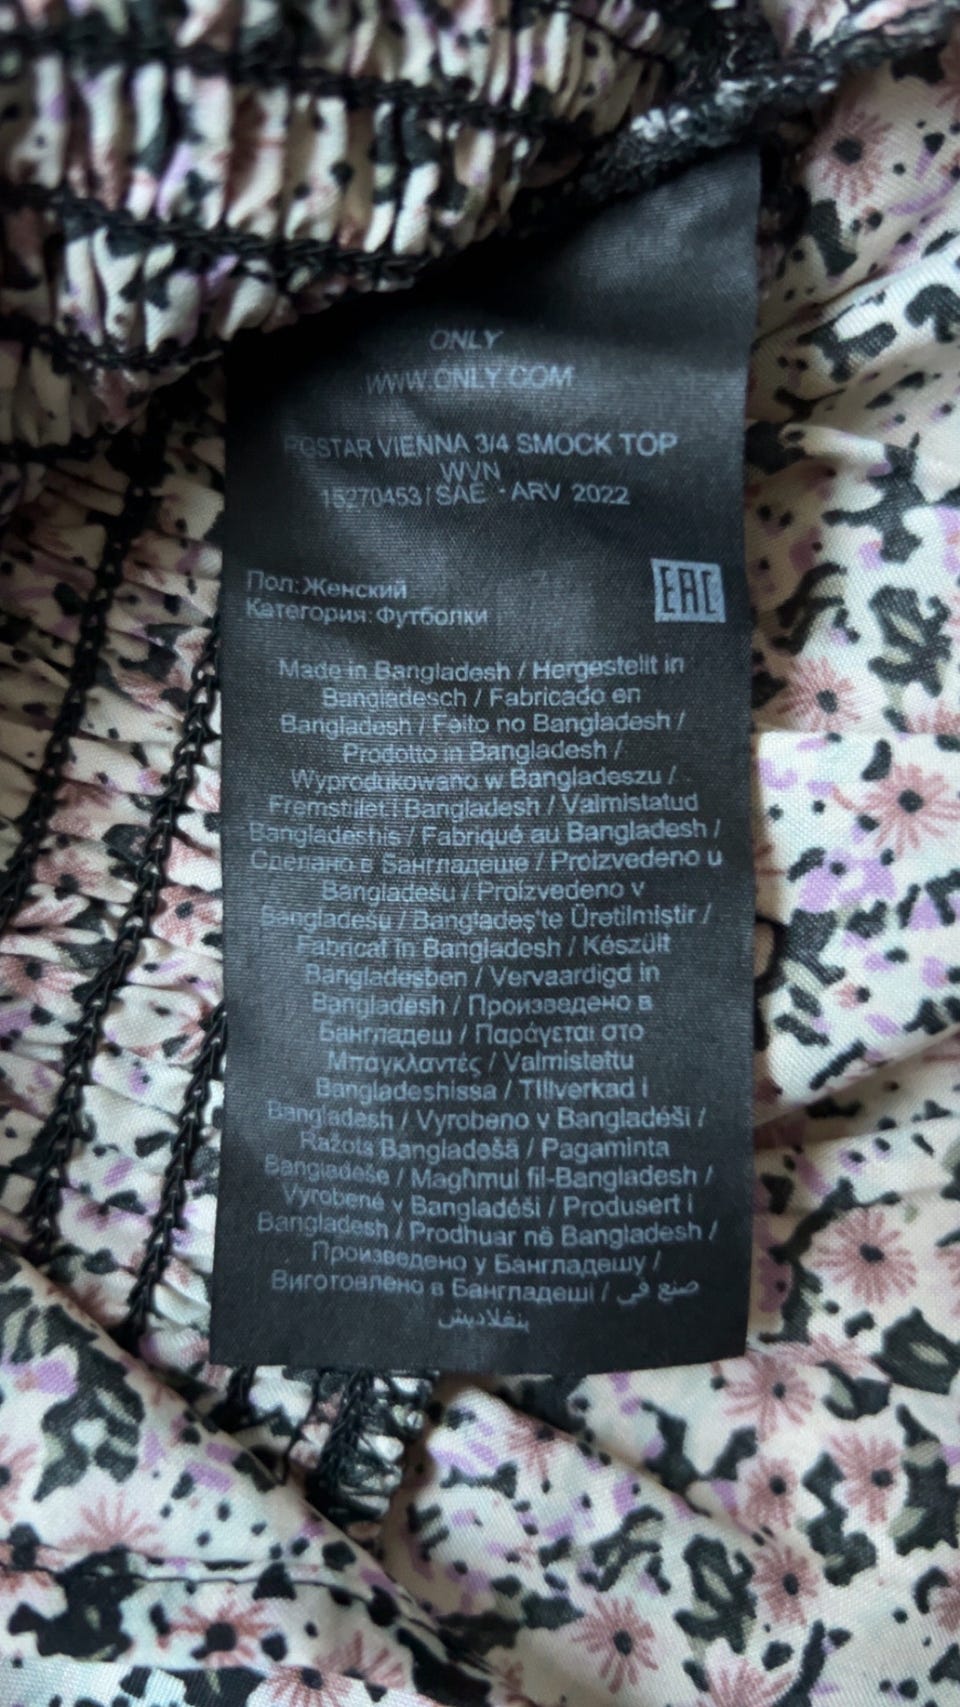 ONLY
WWW.ONLY.COM
PGSTAR VIENNA 3/4 SMOCK TOP
WVN
15270453 | SAE - ARV 2022
Пол: Женский
Категория: Футболки
EAC
Made in Bangladesh / Hergestellt in
Bangladesch / Fabricado en
Bangladesh / Feito no Bangladesh /
Prodotto in Bangladesh /
Wyprodukowano w Bangladeszu /
Fremstillet i Bangladesh / Valmistatud
Bangladeshis / Fabriqué au Bangladesh /
Сделано в Бангладеше / Proizvedeno u
Bangladešu / Proizvedeno v
Bangladešu / Bangladeş'te Üretilmistir /
Fabricat în Bangladesh / Készült
Bangladesben / Vervaardigd in
Bangladesh / Произведено в
Бангладеш / Παράγεται στο
Μπαγκλαντές / Valmistettu
Bangladeshissa / Tillverkad i
Bangladesh / Vyrobeno v Bangladéši /
Ražots Bangladešā / Pagaminta
Bangladeše / Magħmul fil-Bangladesh /
Vyrobené v Bangladéši / Produsert i
Bangladesh / Prodhuar në Bangladesh /
Произведено у Бангладешу /
Виготовлено в Бангладеші / صنع في
بنغلاديش